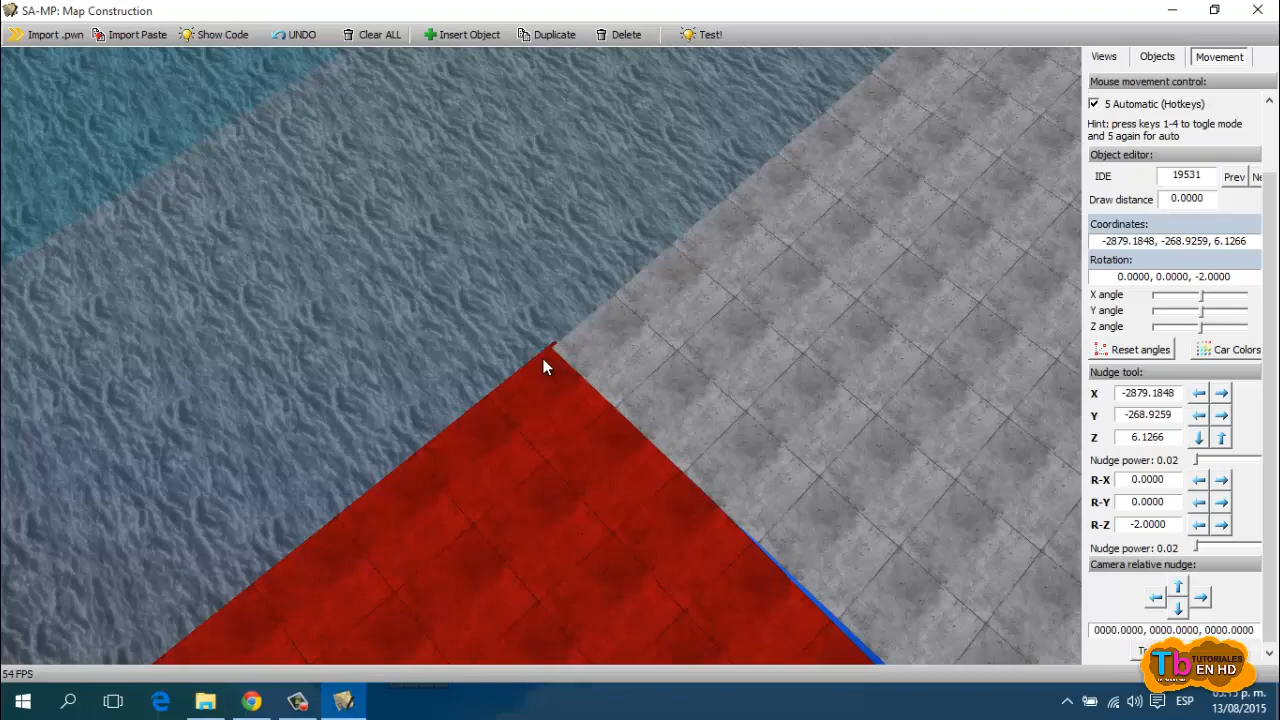 SA-MP: Map Construction
Import .pwn Import Paste Show Code UNDO Clear ALL Insert Object Duplicate Delete Test!
Views Objects Movement
Mouse movement control:
5 Automatic (Hotkeys)
Hint: press keys 1-4 to togle mode
and 5 again for auto
Object editor:
IDE 19531 Prev Ne
Draw distance 0.0000
Coordinates:
-2879.1848, -268.9259, 6.1266
Rotation:
0.0000, 0.0000, -2.0000
X angle
Y angle
Z angle
Reset angles Car Colors
Nudge tool:
X -2879.1848
Y -268.9259
Z 6.1266
Nudge power: 0.02
R-X 0.0000
R-Y 0.0000
R-Z -2.0000
Nudge power: 0.02
Camera relative nudge:
0000.0000, 0000.0000, 0000.0000
Tb TUTORIALES
EN HD
54 FPS
ESP
p. m.
13/08/2015